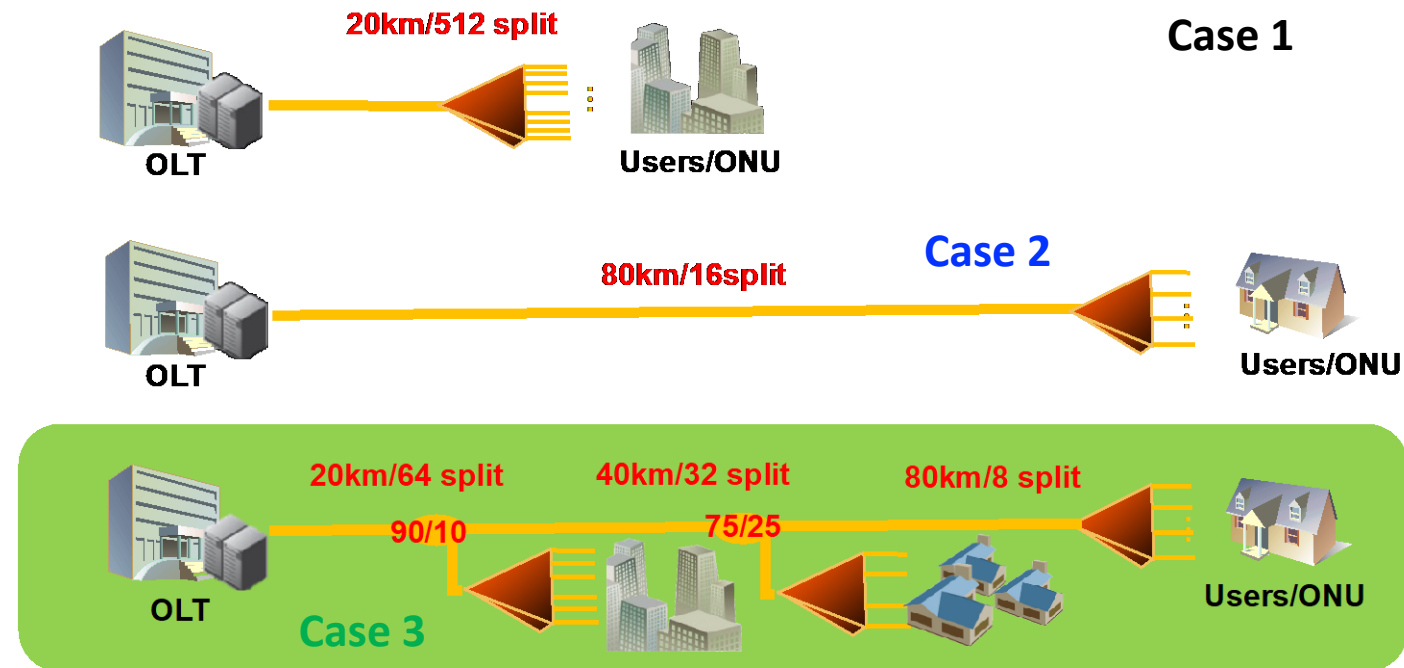 20km/512 split
Case 1
OLT
Users/ONU
Case 2
80km/16split
OLT
Users/ONU
20km/64 split
40km/32 split
80km/8 split
90/10
75/25
OLT
Case 3
Users/ONU